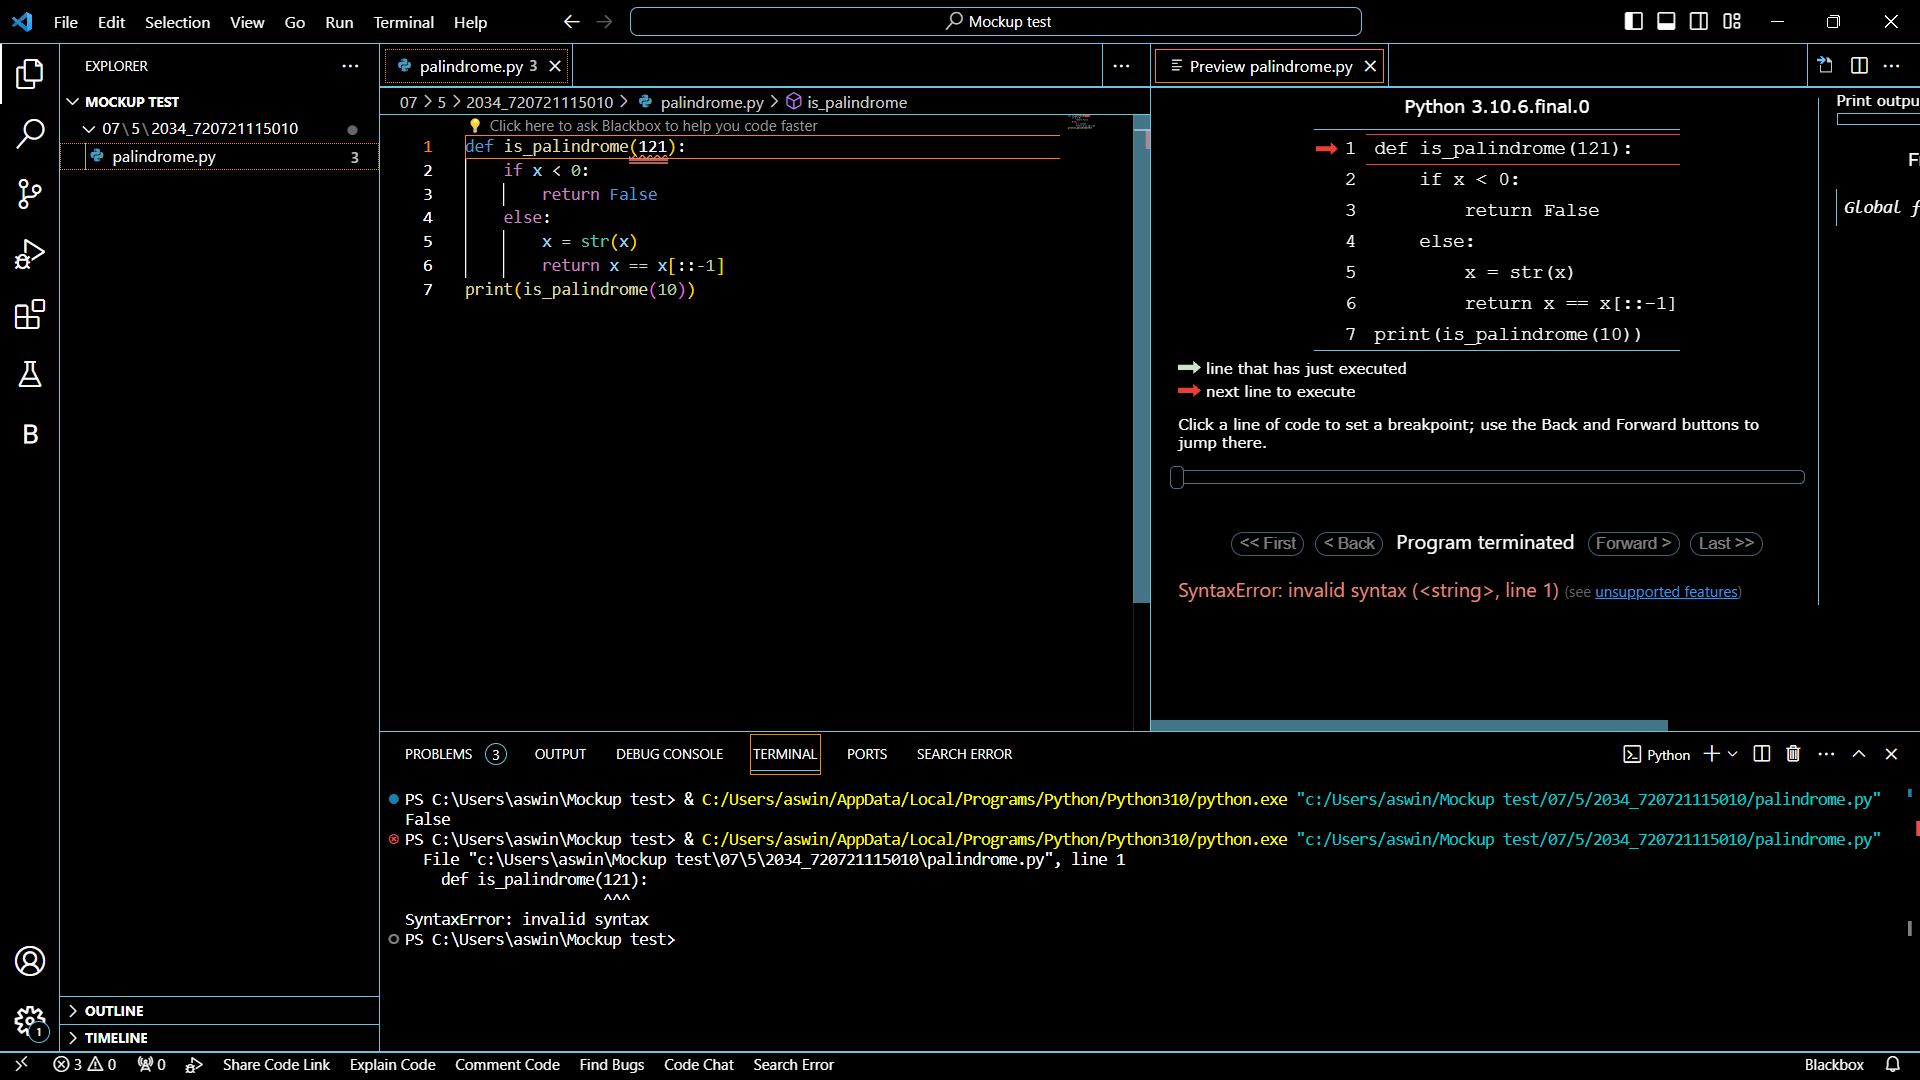 File Edit Selection View Go Run Terminal Help
Mockup test
EXPLORER
MOCKUP TEST
07\5\2034_720721115010
palindrome.py 3
B
OUTLINE
TIMELINE
palindrome.py 3
07 > 5 > 2034_720721115010 > palindrome.py > is_palindrome
Click here to ask Blackbox to help you code faster
1 def is_palindrome(121):
2 if x < 0:
3 return False
4 else:
5 x = str(x)
6 return x == x[::-1]
7 print(is_palindrome(10))
Preview palindrome.py
Python 3.10.6.final.0
1 def is_palindrome(121):
2 if x < 0:
3 return False
4 else:
5 x = str(x)
6 return x == x[::-1]
7 print(is_palindrome(10))
line that has just executed
next line to execute
Click a line of code to set a breakpoint; use the Back and Forward buttons to
jump there.
<< First < Back Program terminated Forward > Last >>
SyntaxError: invalid syntax (<string>, line 1) (see unsupported features)
Print outpu
F
Global f
PROBLEMS 3 OUTPUT DEBUG CONSOLE TERMINAL PORTS SEARCH ERROR
Python
PS C:\Users\aswin\Mockup test> & C:/Users/aswin/AppData/Local/Programs/Python/Python310/python.exe "c:/Users/aswin/Mockup test/07/5/2034_720721115010/palindrome.py"
False
PS C:\Users\aswin\Mockup test> & C:/Users/aswin/AppData/Local/Programs/Python/Python310/python.exe "c:/Users/aswin/Mockup test/07/5/2034_720721115010/palindrome.py"
File "c:\Users\aswin\Mockup test\07\5\2034_720721115010\palindrome.py", line 1
def is_palindrome(121):
^^^
SyntaxError: invalid syntax
PS C:\Users\aswin\Mockup test>
1
3 0 0 Share Code Link Explain Code Comment Code Find Bugs Code Chat Search Error Blackbox